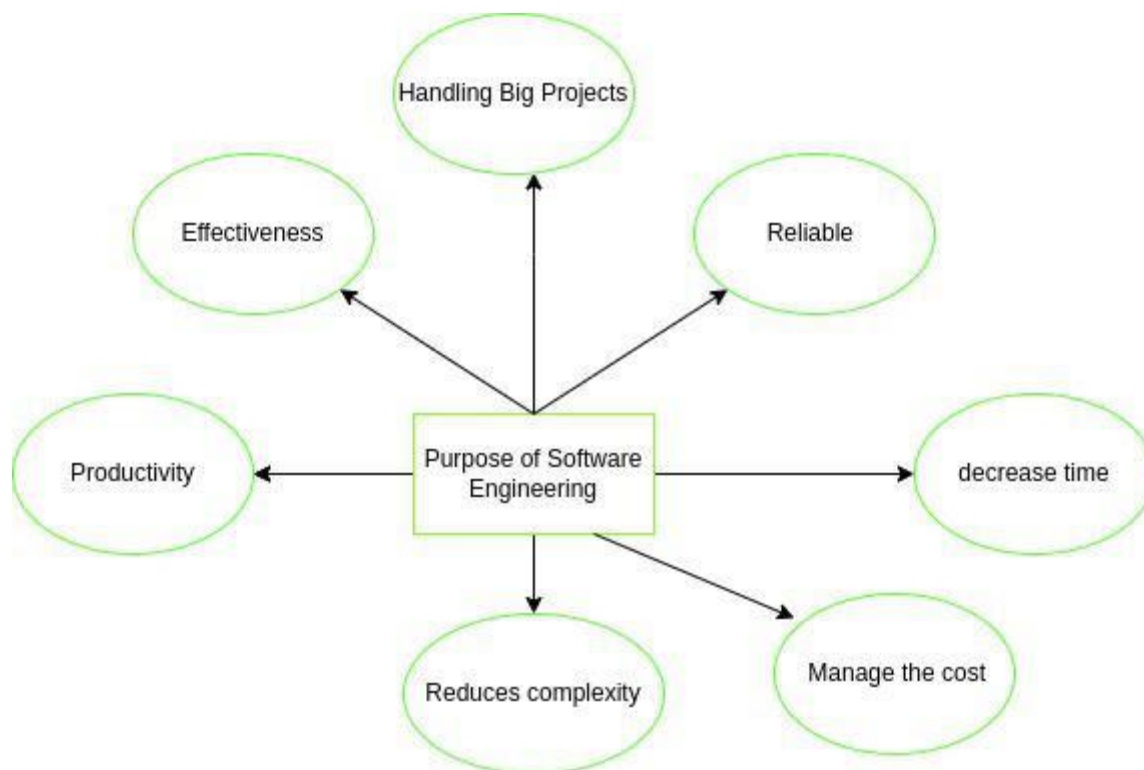 Handling Big Projects
Effectiveness
Reliable
Purpose of Software
Engineering
Productivity
decrease time
Reduces complexity
Manage the cost